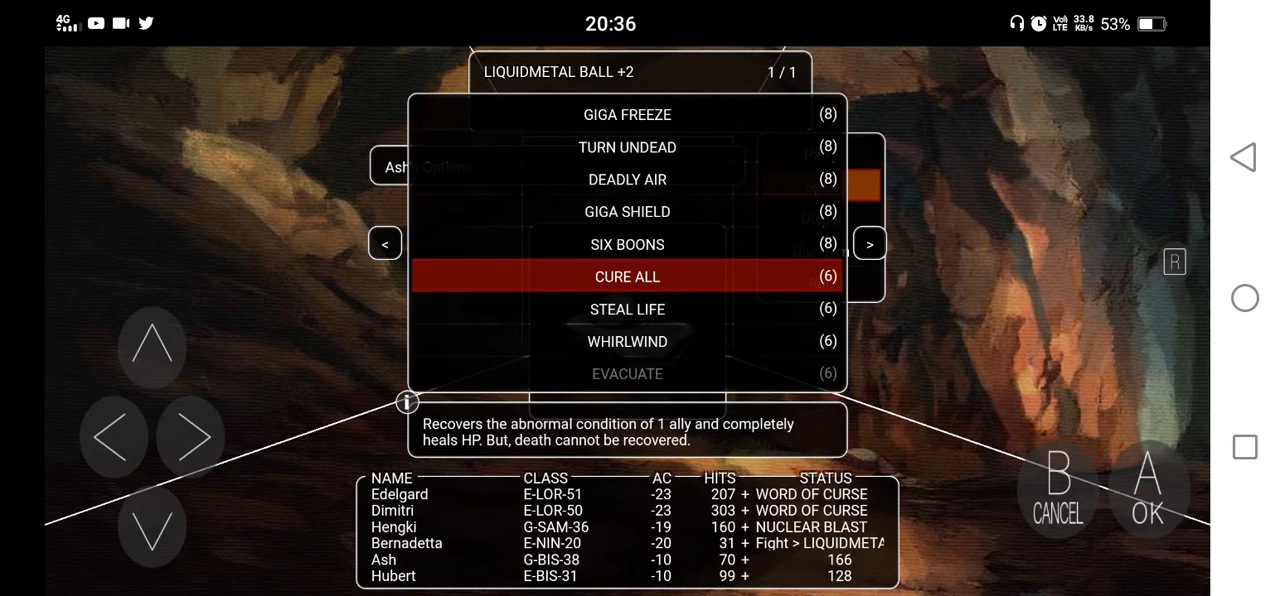 4G 20:36 VoD LTE 33.8 KB/s 53%
LIQUIDMETAL BALL +2 1 / 1
GIGA FREEZE (8)
TURN UNDEAD (8)
DEADLY AIR (8)
Ash's Options
GIGA SHIELD (8)
SIX BOONS (8)
< >
CURE ALL (6)
R
STEAL LIFE (6)
WHIRLWIND (6)
EVACUATE (6)
i
Recovers the abnormal condition of 1 ally and completely
heals HP. But, death cannot be recovered.
NAME CLASS AC HITS STATUS
Edelgard E-LOR-51 -23 207 + WORD OF CURSE
Dimitri E-LOR-50 -23 303 + WORD OF CURSE
Hengki G-SAM-36 -19 160 + NUCLEAR BLAST
Bernadetta E-NIN-20 -20 31 + Fight > LIQUIDMETA
Ash G-BIS-38 -10 70 + 166
Hubert E-BIS-31 -10 99 + 128
B
CANCEL
A
OK